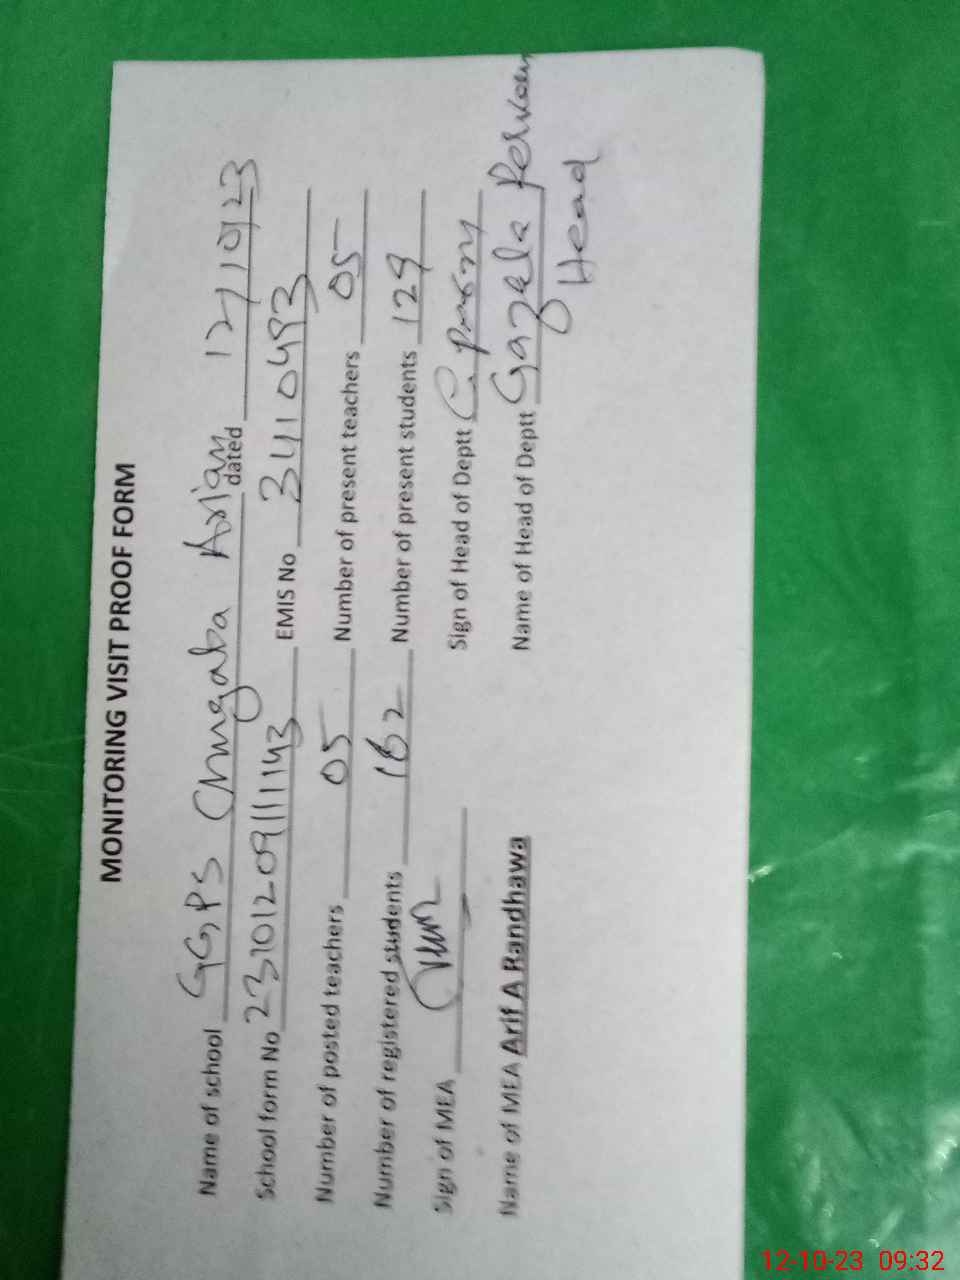 MONITORING VISIT PROOF FORM
Name of school GGPS Chngata Arian dated 12/10/23
School form No 231012091111143 EMIS No 34110493
Number of posted teachers 05 Number of present teachers 05
Number of registered students 162 Number of present students 129
Sign of MEA Sign of Head of Deptt
Name of MEA Arif A Randhawa Name of Head of Deptt Gazala Perveen
Head
12-10-23 09:32